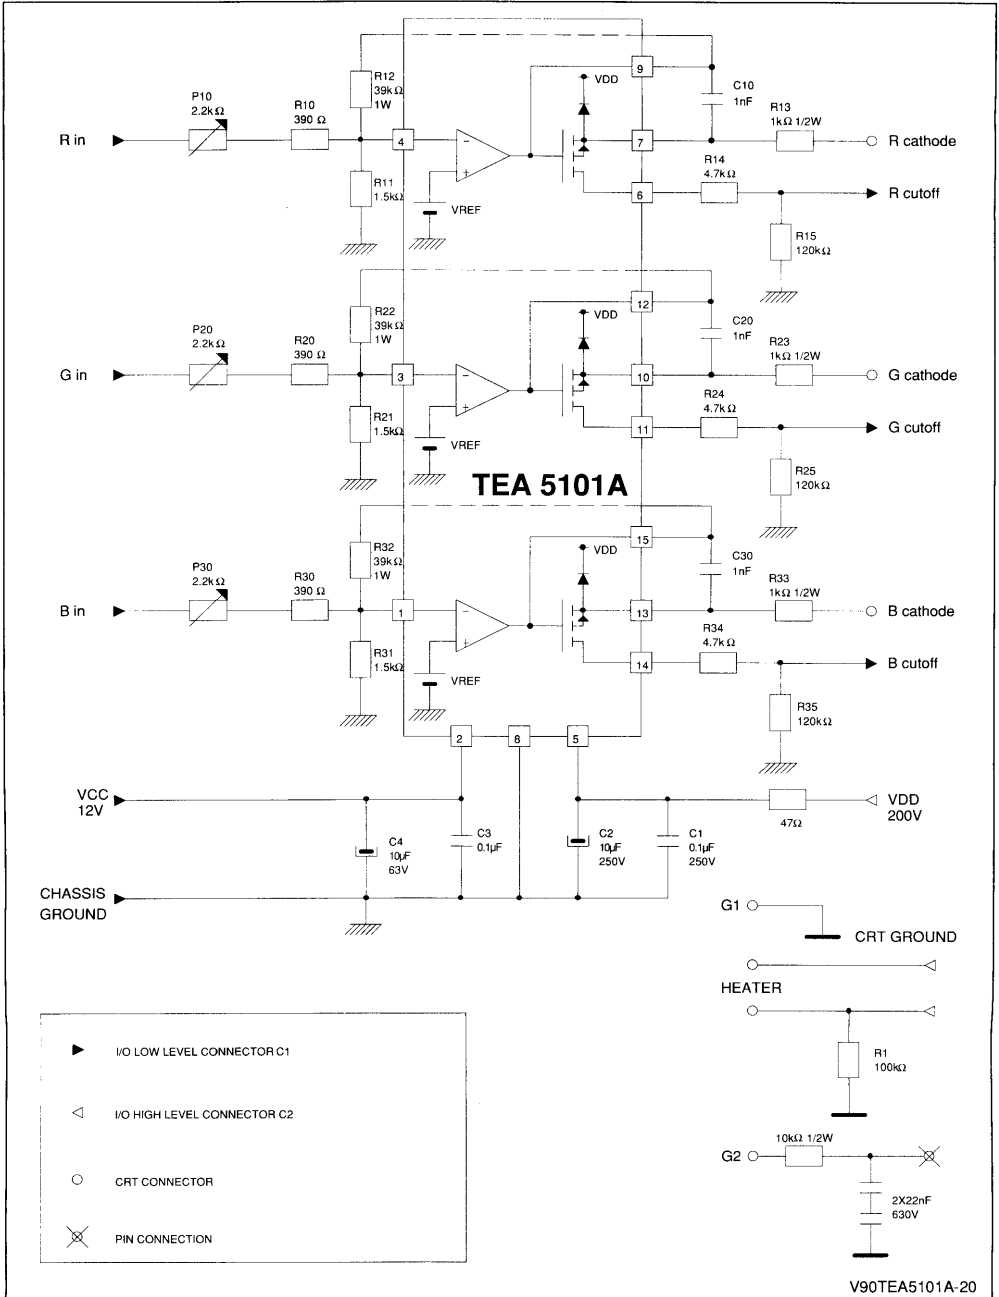 R12
39kΩ
1W
9
VDD
C10
1nF
P10
2.2kΩ
R10
390 Ω
R13
1kΩ 1/2W
R in
4
−
+
7
R cathode
R14
4.7kΩ
R11
1.5kΩ
6
R cutoff
VREF
R15
120kΩ
R22
39kΩ
1W
12
VDD
C20
1nF
P20
2.2kΩ
R20
390 Ω
R23
1kΩ 1/2W
G in
3
−
+
10
G cathode
R24
4.7kΩ
R21
1.5kΩ
11
G cutoff
VREF
R25
120kΩ
TEA 5101A
R32
39kΩ
1W
15
VDD
C30
1nF
P30
2.2kΩ
R30
390 Ω
R33
1kΩ 1/2W
B in
1
−
+
13
B cathode
R34
4.7kΩ
R31
1.5kΩ
14
B cutoff
VREF
R35
120kΩ
2
8
5
VCC
12V
VDD
200V
47Ω
C4
10µF
63V
C3
0.1µF
C2
10µF
250V
C1
0.1µF
250V
CHASSIS
GROUND
G1
CRT GROUND
HEATER
R1
100kΩ
I/O LOW LEVEL CONNECTOR C1
I/O HIGH LEVEL CONNECTOR C2
CRT CONNECTOR
PIN CONNECTION
10kΩ 1/2W
G2
2X22nF
630V
V90TEA5101A-20